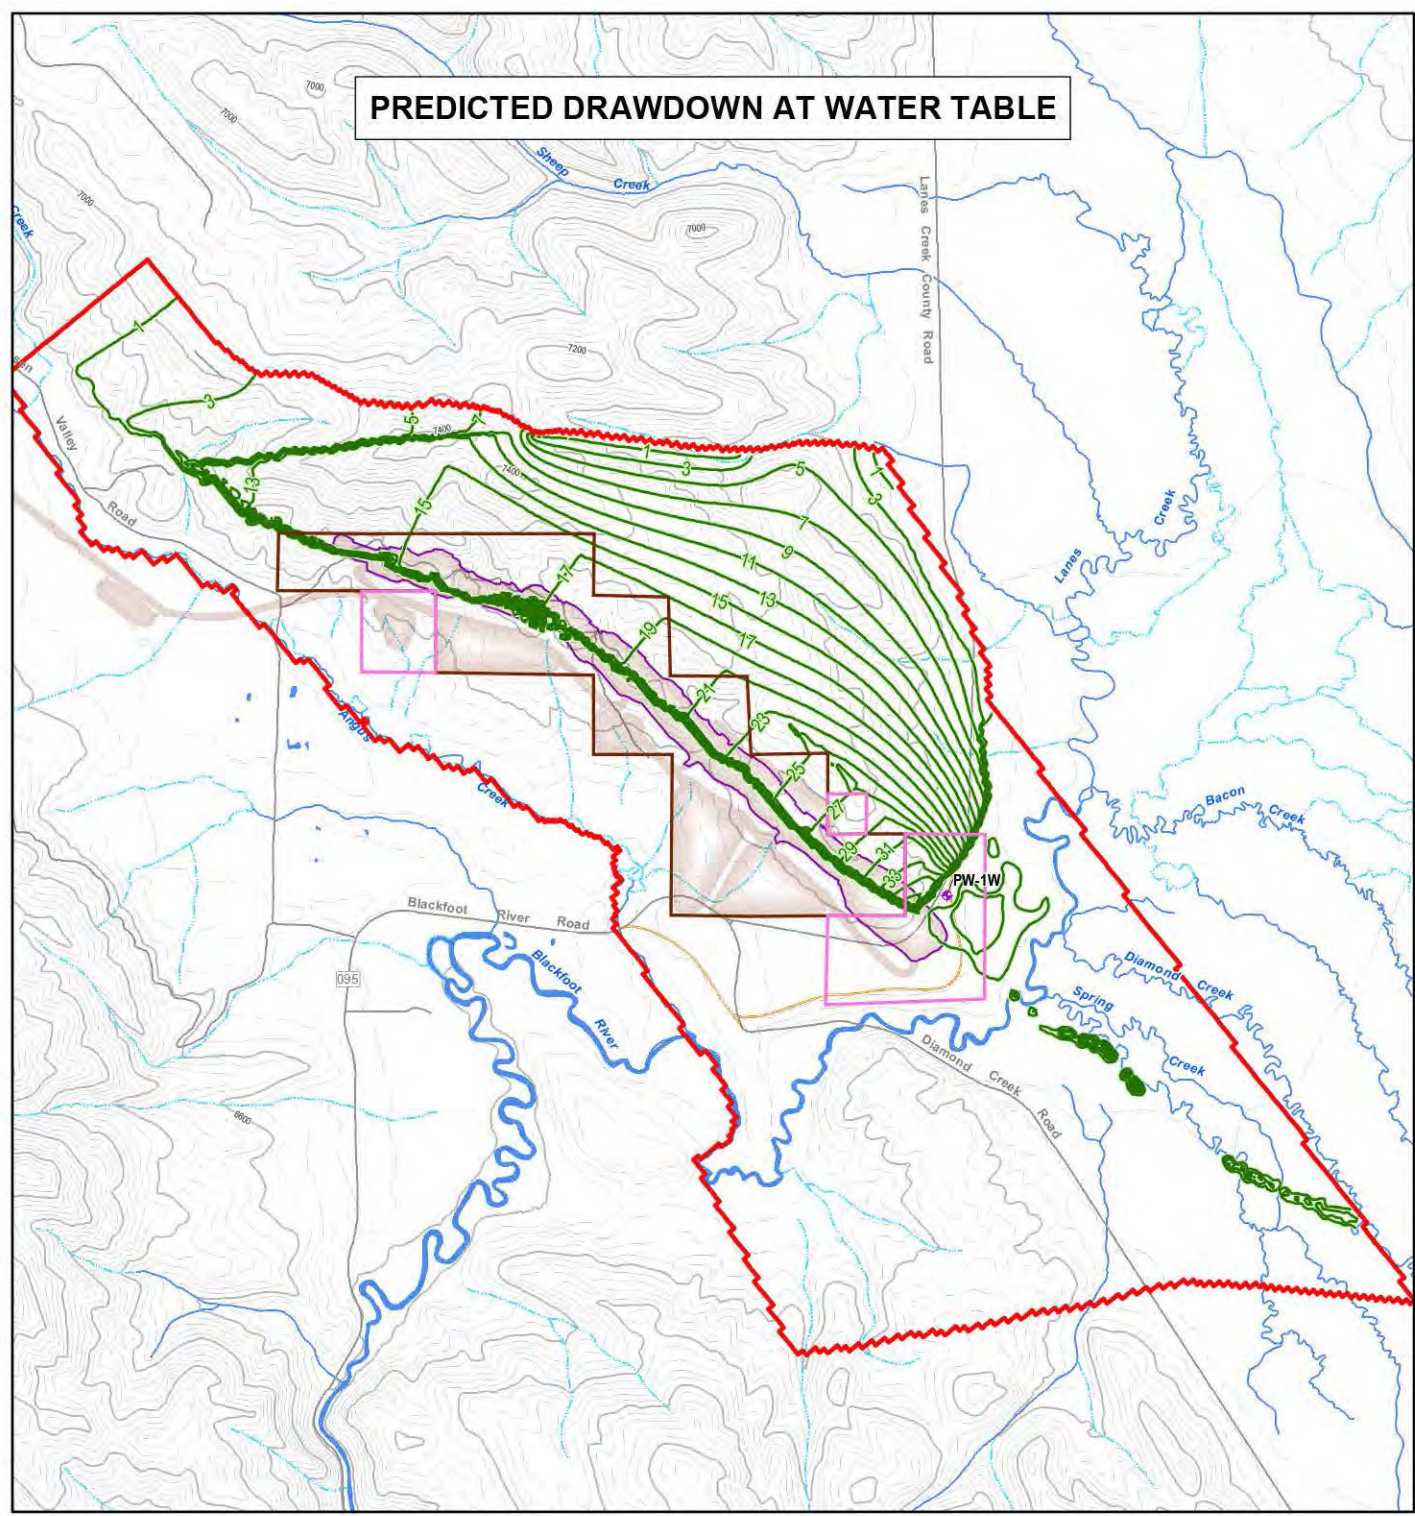 PREDICTED DRAWDOWN AT WATER TABLE
7000
7000
Sheep
Creek
Lanes Creek County Road
7000
Creek
7000
7200
1
3
5
7
7400
1
3
5
1
3
7400
13
15
7
9
11
13
15
17
Valley
Road
Creek
Lanes
17
19
21
23
25
27
29
31
33
Angus
Creek
Bacon
Creek
PW-1W
Blackfoot River Road
Blackfoot
River
095
Diamond
Creek
Spring
Creek
Diamond Creek Road
6600